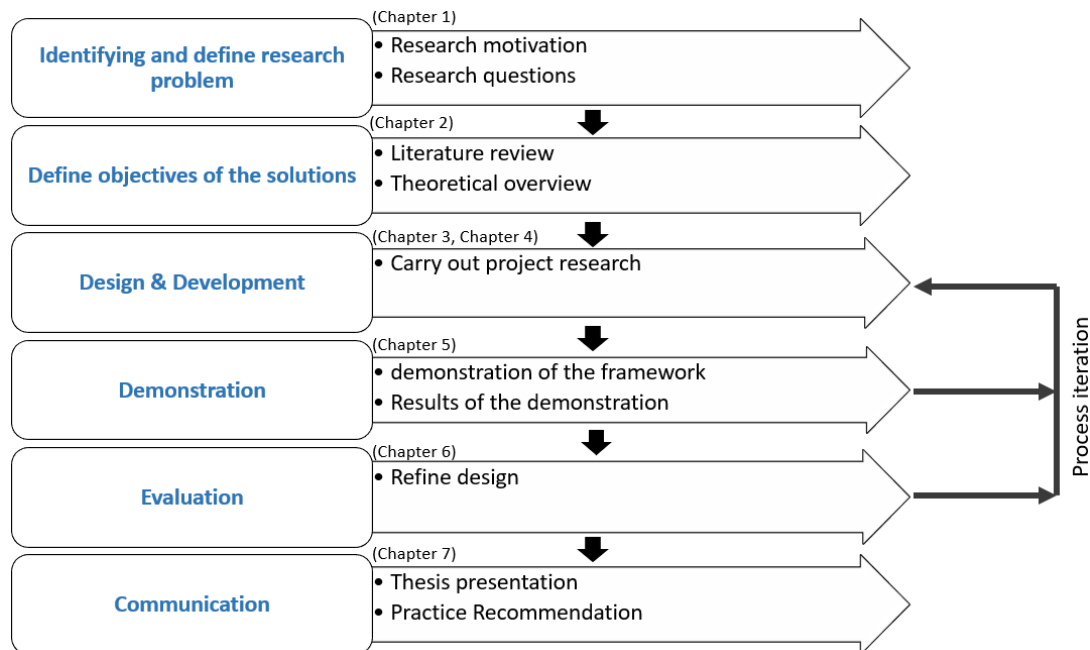 (Chapter 1)
Identifying and define research
problem
• Research motivation
• Research questions
(Chapter 2)
Define objectives of the solutions
• Literature review
• Theoretical overview
(Chapter 3, Chapter 4)
Design & Development
• Carry out project research
(Chapter 5)
Demonstration
• demonstration of the framework
• Results of the demonstration
(Chapter 6)
Evaluation
• Refine design
(Chapter 7)
Communication
• Thesis presentation
• Practice Recommendation
Process iteration